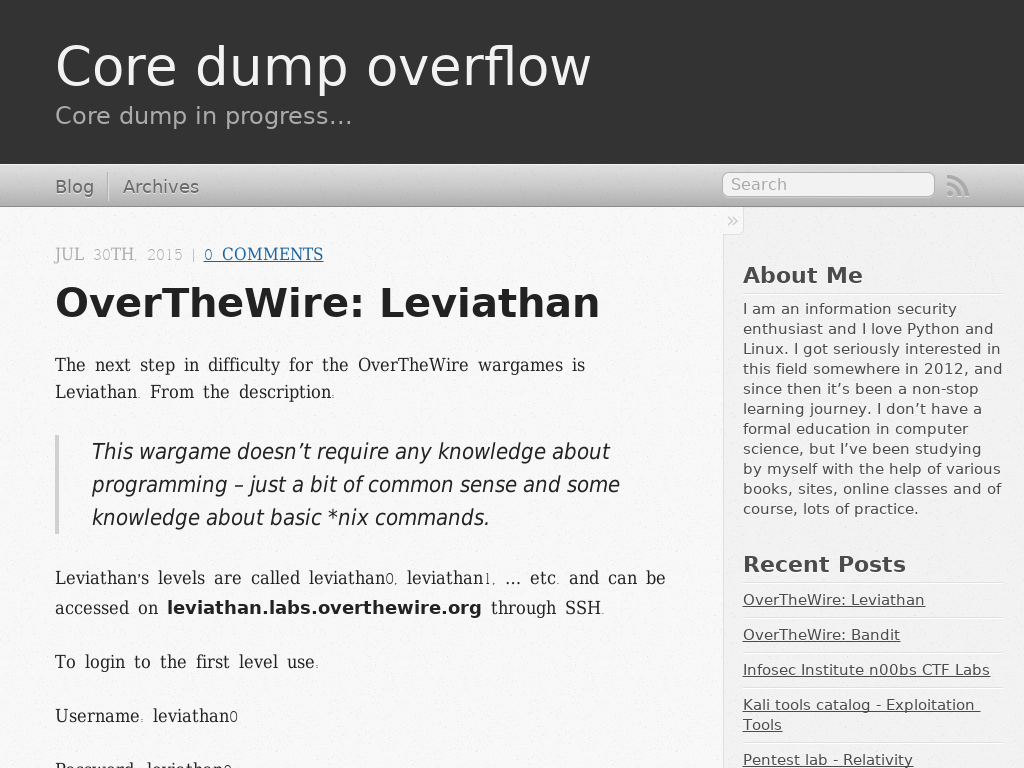 Core dump overflow
Core dump in progress…
Blog
Archives
Search
»
JUL 30TH, 2015 | 0 COMMENTS
OverTheWire: Leviathan
The next step in difficulty for the OverTheWire wargames is
Leviathan. From the description:
This wargame doesn’t require any knowledge about
programming – just a bit of common sense and some
knowledge about basic *nix commands.
Leviathan’s levels are called leviathan0, leviathan1, … etc. and can be
accessed on leviathan.labs.overthewire.org through SSH.
To login to the first level use:
Username: leviathan0
Password: leviathan0
About Me
I am an information security
enthusiast and I love Python and
Linux. I got seriously interested in
this field somewhere in 2012, and
since then it’s been a non-stop
learning journey. I don’t have a
formal education in computer
science, but I’ve been studying
by myself with the help of various
books, sites, online classes and of
course, lots of practice.
Recent Posts
OverTheWire: Leviathan
OverTheWire: Bandit
Infosec Institute n00bs CTF Labs
Kali tools catalog - Exploitation
Tools
Pentest lab - Relativity